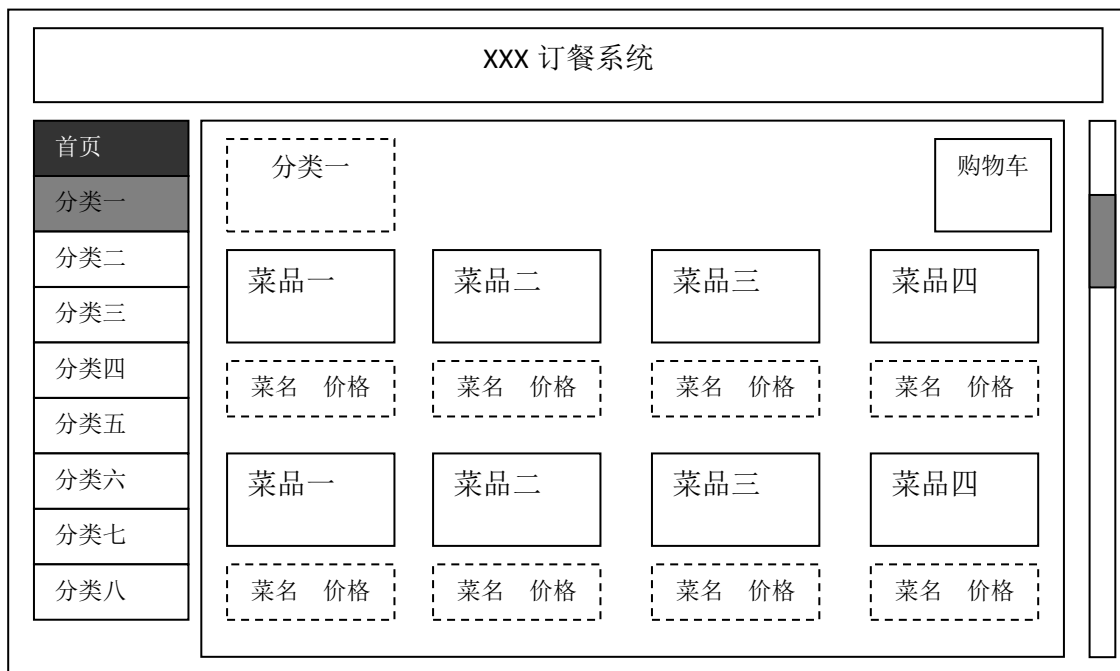 XXX 订餐系统
首页
分类一
分类二
分类三
分类四
分类五
分类六
分类七
分类八
分类一
购物车
菜品一 菜品二 菜品三 菜品四
菜名 价格 菜名 价格 菜名 价格 菜名 价格
菜品一 菜品二 菜品三 菜品四
菜名 价格 菜名 价格 菜名 价格 菜名 价格